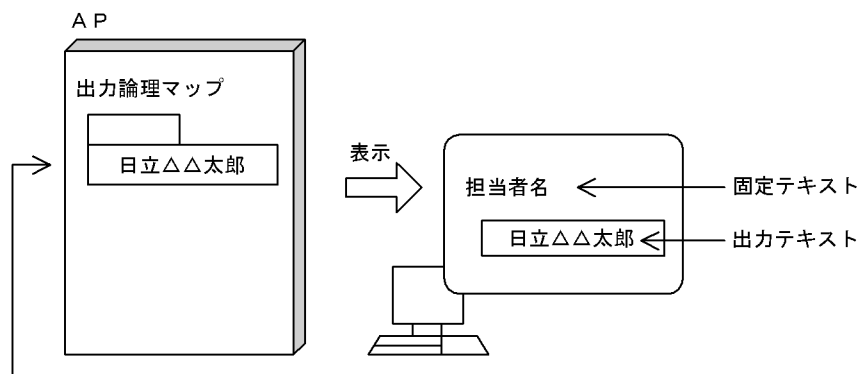 ＡＰ
出力論理マップ
日立△△太郎
表示
担当者名
固定テキスト
日立△△太郎
出力テキスト